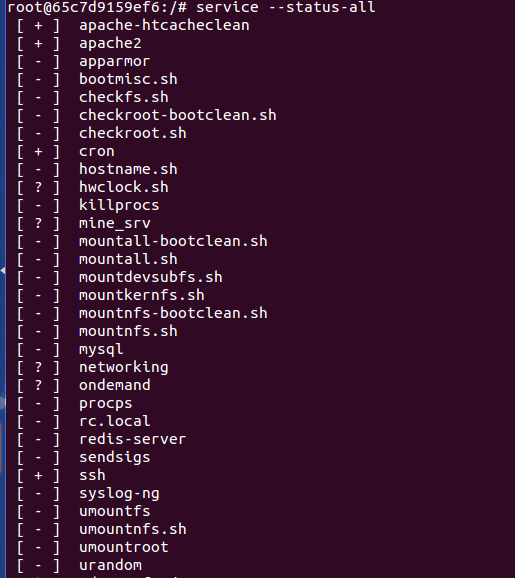 root@65c7d9159ef6:/# service --status-all
[ + ] apache-htcacheclean
[ + ] apache2
[ - ] apparmor
[ - ] bootmisc.sh
[ - ] checkfs.sh
[ - ] checkroot-bootclean.sh
[ - ] checkroot.sh
[ + ] cron
[ - ] hostname.sh
[ ? ] hwclock.sh
[ - ] killprocs
[ ? ] mine_srv
[ - ] mountall-bootclean.sh
[ - ] mountall.sh
[ - ] mountdevsubfs.sh
[ - ] mountkernfs.sh
[ - ] mountnfs-bootclean.sh
[ - ] mountnfs.sh
[ - ] mysql
[ ? ] networking
[ ? ] ondemand
[ - ] procps
[ - ] rc.local
[ - ] redis-server
[ - ] sendsigs
[ + ] ssh
[ - ] syslog-ng
[ - ] umountfs
[ - ] umountnfs.sh
[ - ] umountroot
[ - ] urandom